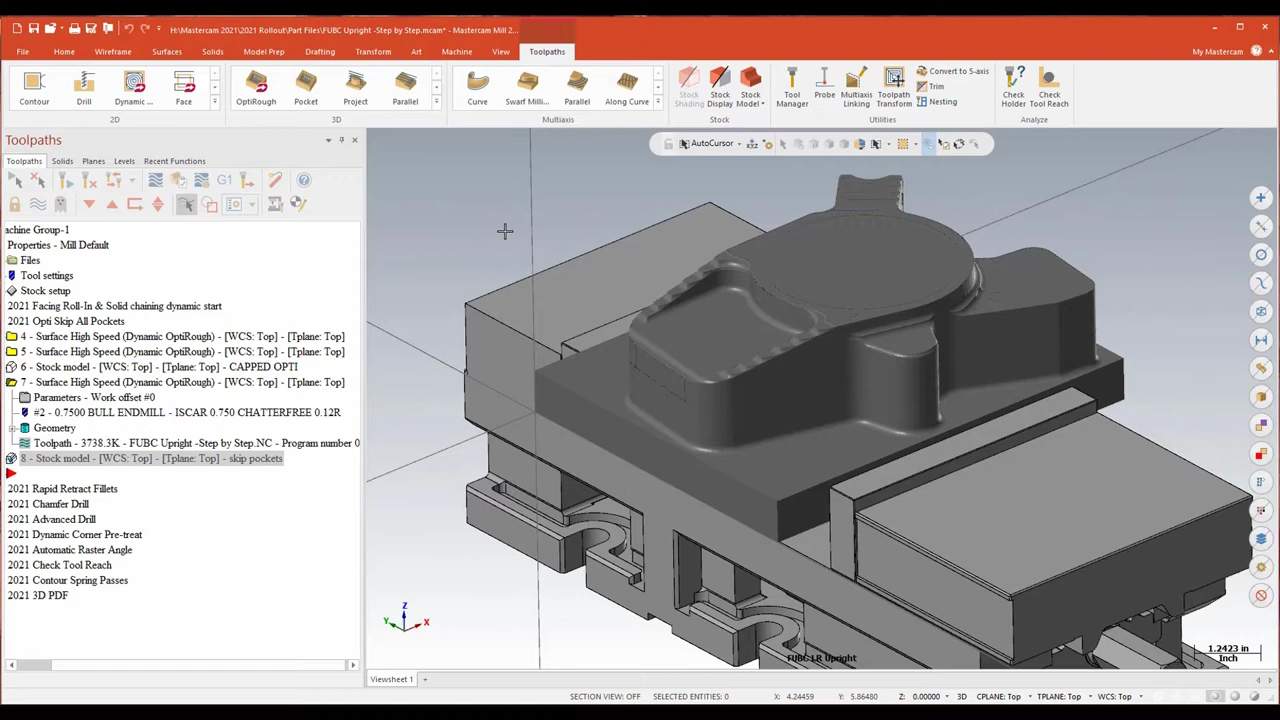 H:\Mastercam 2021\2021 Rollout\Part Files\FUBC Upright -Step by Step.mcam* - Mastercam Mill 2...
File Home Wireframe Surfaces Solids Model Prep Drafting Transform Art Machine View Toolpaths My Mastercam
Contour Drill Dynamic ... Face OptiRough Pocket Project Parallel Curve Swarf Milli... Parallel Along Curve Stock Shading Stock Display Stock Model Tool Manager Probe Multiaxis Linking Toolpath Transform Convert to 5-axis Trim Nesting Check Holder Check Tool Reach
2D 3D Multiaxis Stock Utilities Analyze
Toolpaths
AutoCursor
Toolpaths Solids Planes Levels Recent Functions
G1
achine Group-1
Properties - Mill Default
Files
Tool settings
Stock setup
2021 Facing Roll-In & Solid chaining dynamic start
2021 Opti Skip All Pockets
4 - Surface High Speed (Dynamic OptiRough) - [WCS: Top] - [Tplane: Top]
5 - Surface High Speed (Dynamic OptiRough) - [WCS: Top] - [Tplane: Top]
6 - Stock model - [WCS: Top] - [Tplane: Top] - CAPPED OPTI
7 - Surface High Speed (Dynamic OptiRough) - [WCS: Top] - [Tplane: Top]
Parameters - Work offset #0
#2 - 0.7500 BULL ENDMILL - ISCAR 0.750 CHATTERFREE 0.12R
Geometry
Toolpath - 3738.3K - FUBC Upright -Step by Step.NC - Program number 0
8 - Stock model - [WCS: Top] - [Tplane: Top] - skip pockets
2021 Rapid Retract Fillets
2021 Chamfer Drill
2021 Advanced Drill
2021 Dynamic Corner Pre-treat
2021 Automatic Raster Angle
2021 Check Tool Reach
2021 Contour Spring Passes
2021 3D PDF
Z
Y X
FUBC LR Upright
1.2423 in
Inch
Viewsheet 1
SECTION VIEW: OFF SELECTED ENTITIES: 0 X: 4.24459 Y: 5.86480 Z: 0.00000 3D CPLANE: Top TPLANE: Top WCS: Top